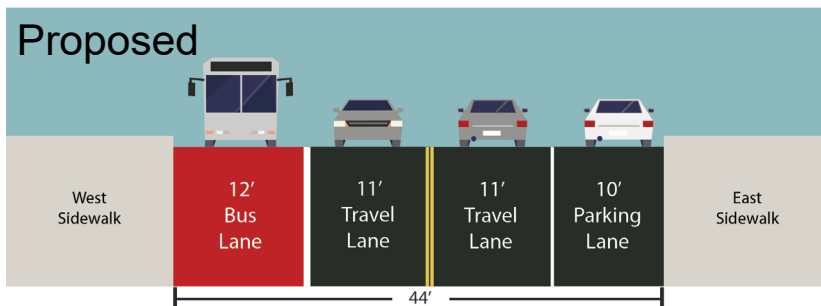 Proposed
West
Sidewalk
12’
Bus
Lane
11’
Travel
Lane
11’
Travel
Lane
10’
Parking
Lane
East
Sidewalk
44’